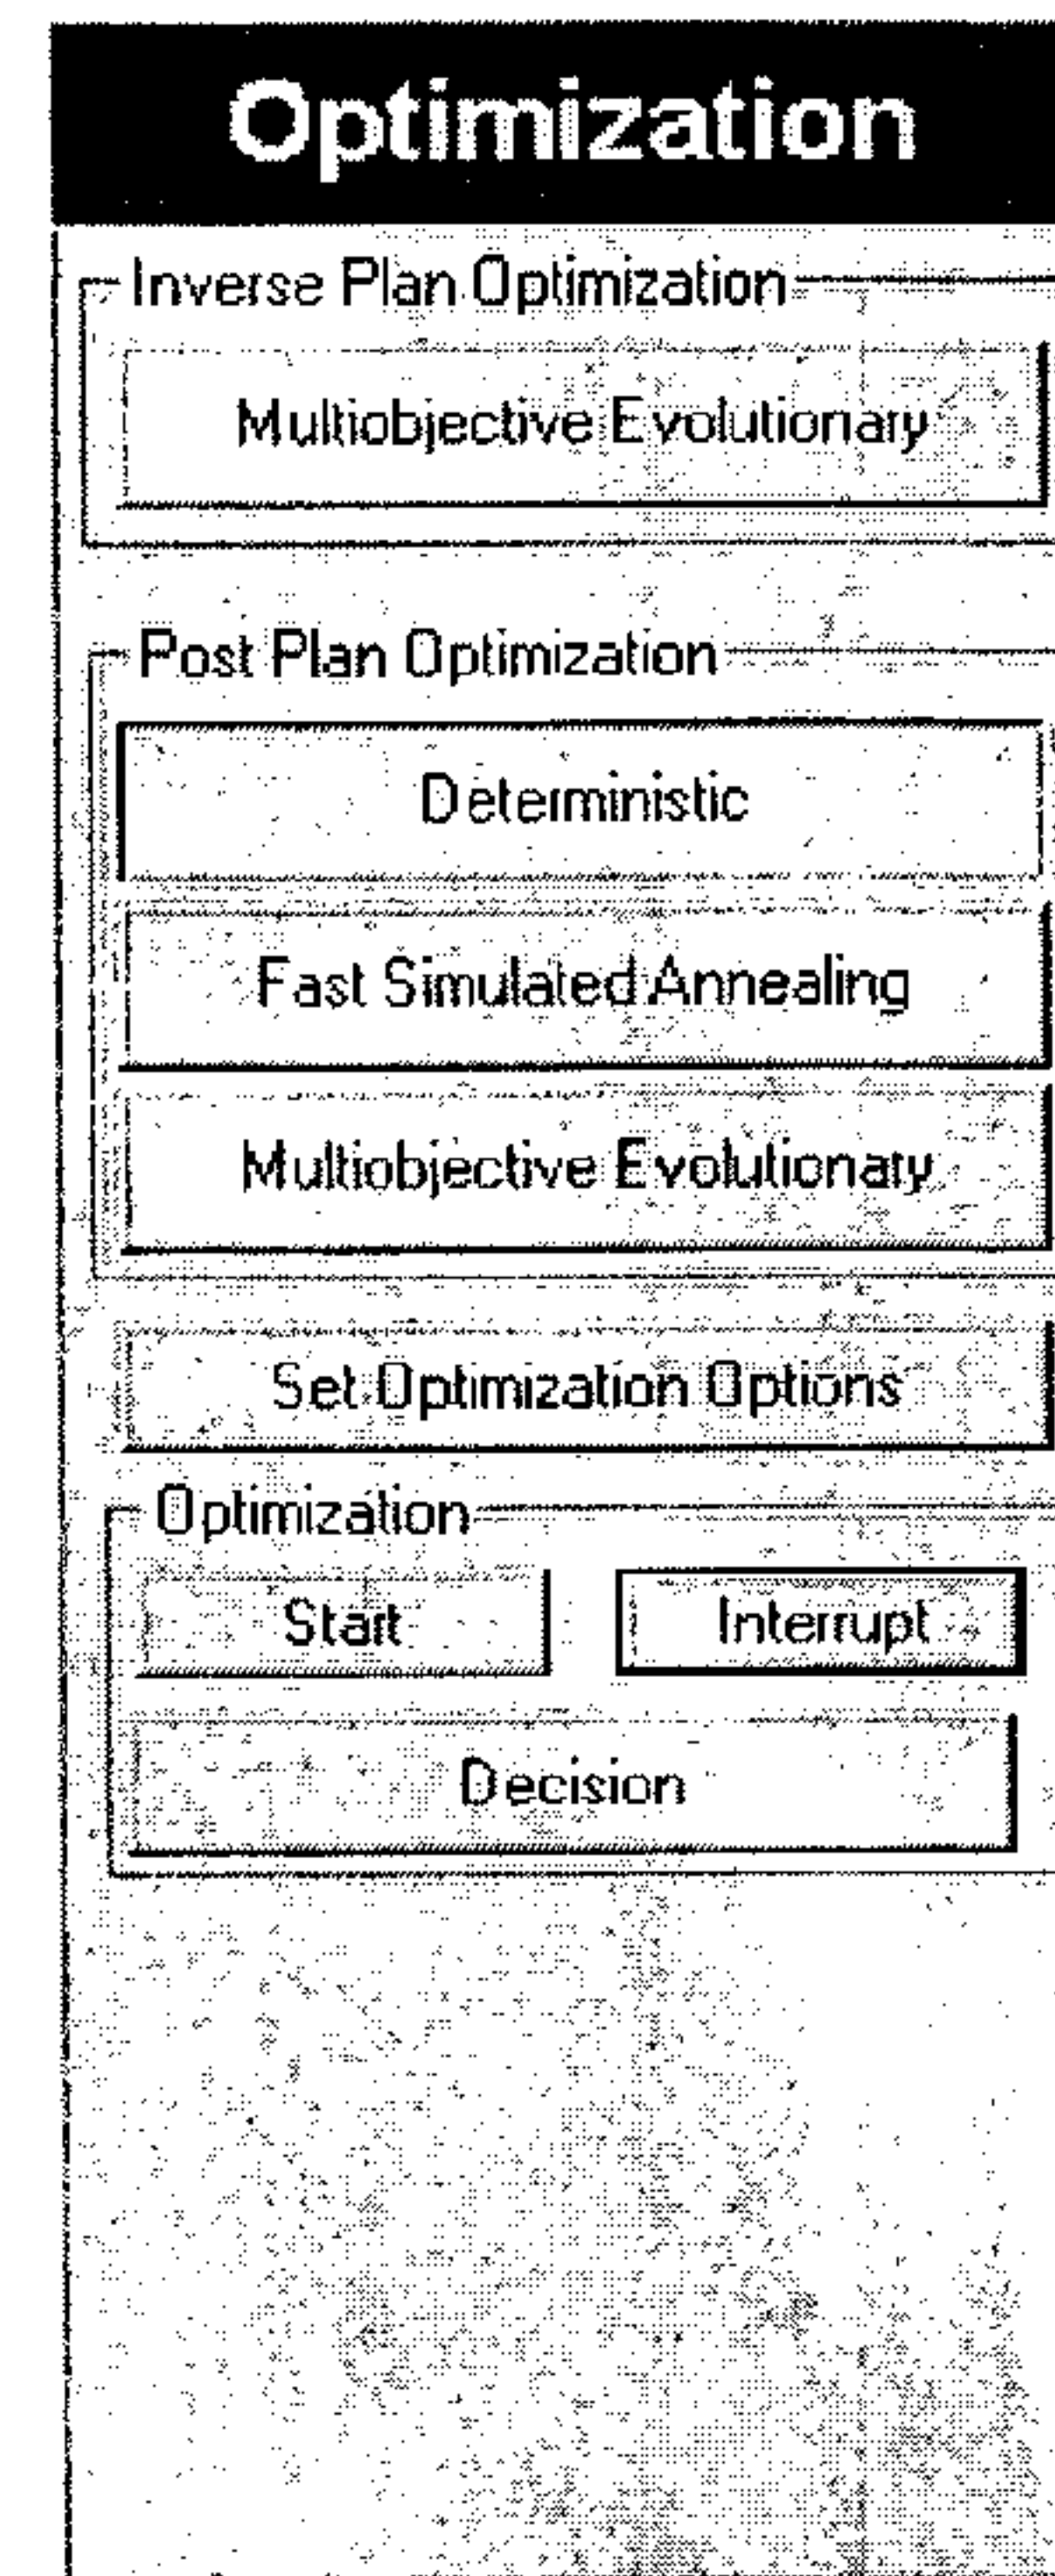 Optimization
Inverse Plan Optimization
Multiobjective Evolutionary
Post Plan Optimization
Deterministic
Fast Simulated Annealing
Multiobjective Evolutionary
Set Optimization Options
Optimization
Start Interrupt
Decision